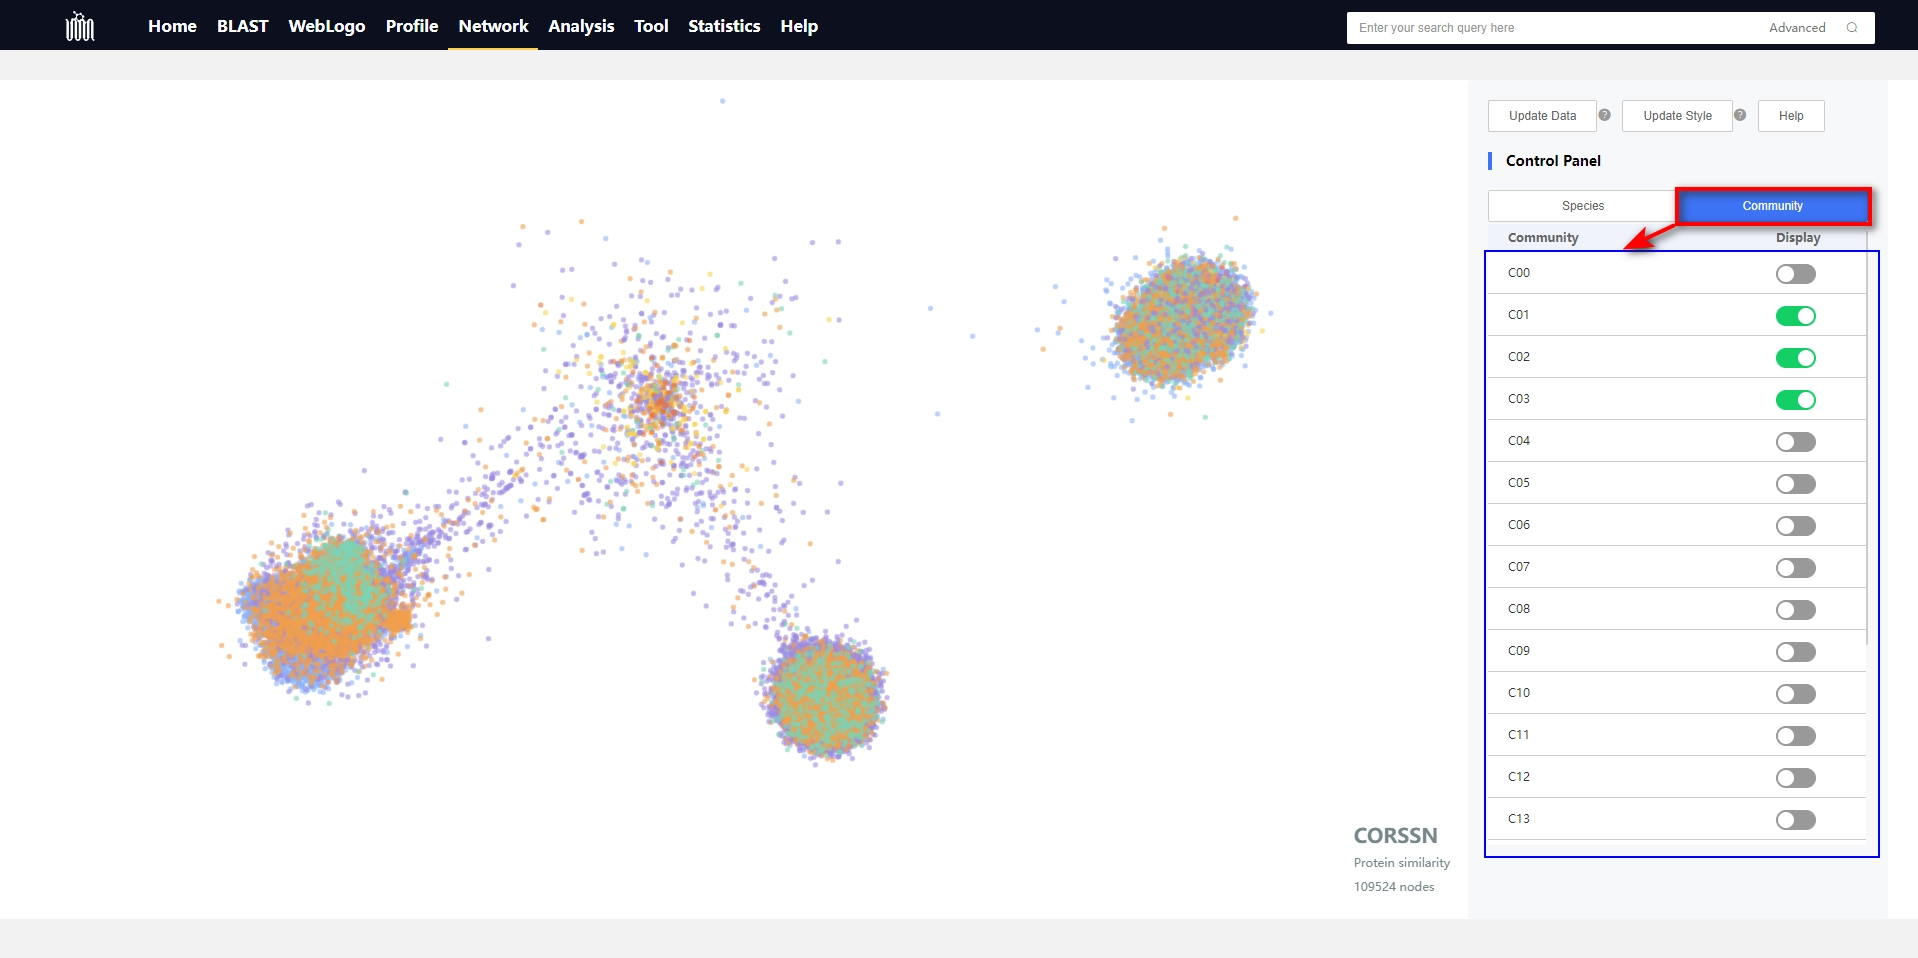 Home BLAST WebLogo Profile Network Analysis Tool Statistics Help Enter your search query here Advanced
Update Data ? Update Style ? Help
Control Panel
Species Community
Community Display
C00
C01
C02
C03
C04
C05
C06
C07
C08
C09
C10
C11
C12
C13
CORSSN
Protein similarity
109524 nodes